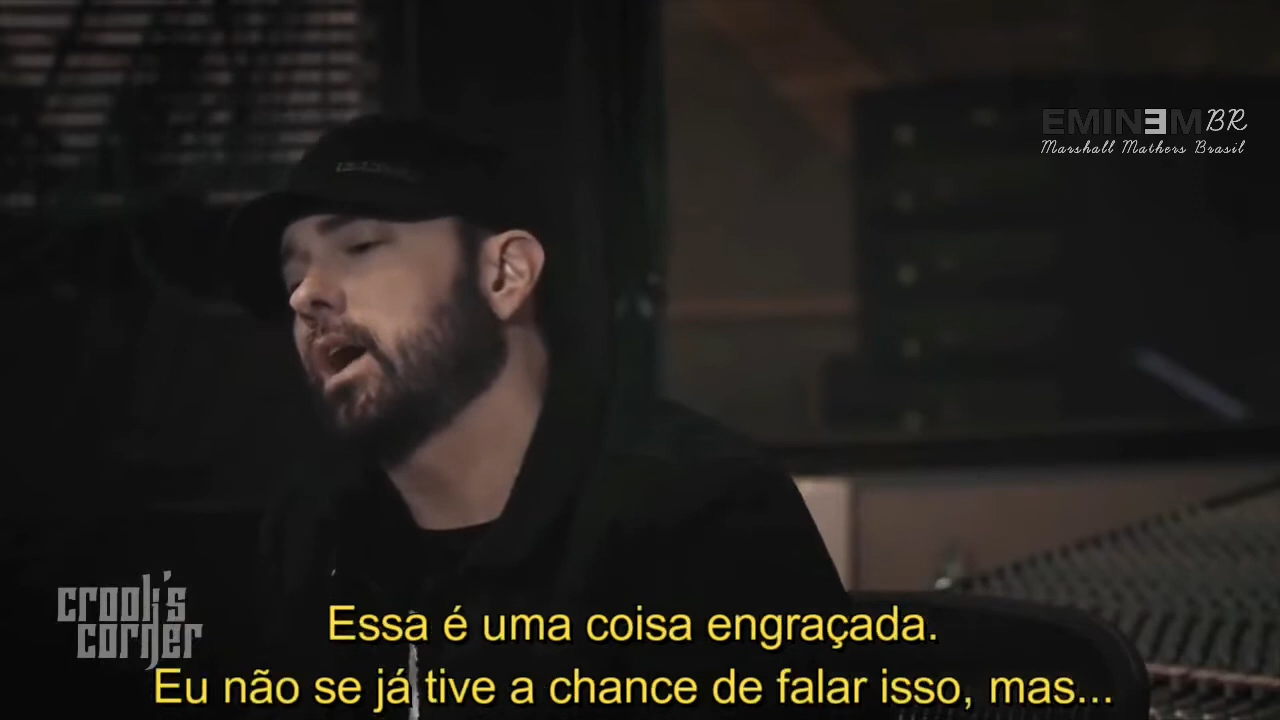 EMINEMBR
Marshall Mathers Brasil
crook's
corner
Essa é uma coisa engraçada.
Eu não se já tive a chance de falar isso, mas...